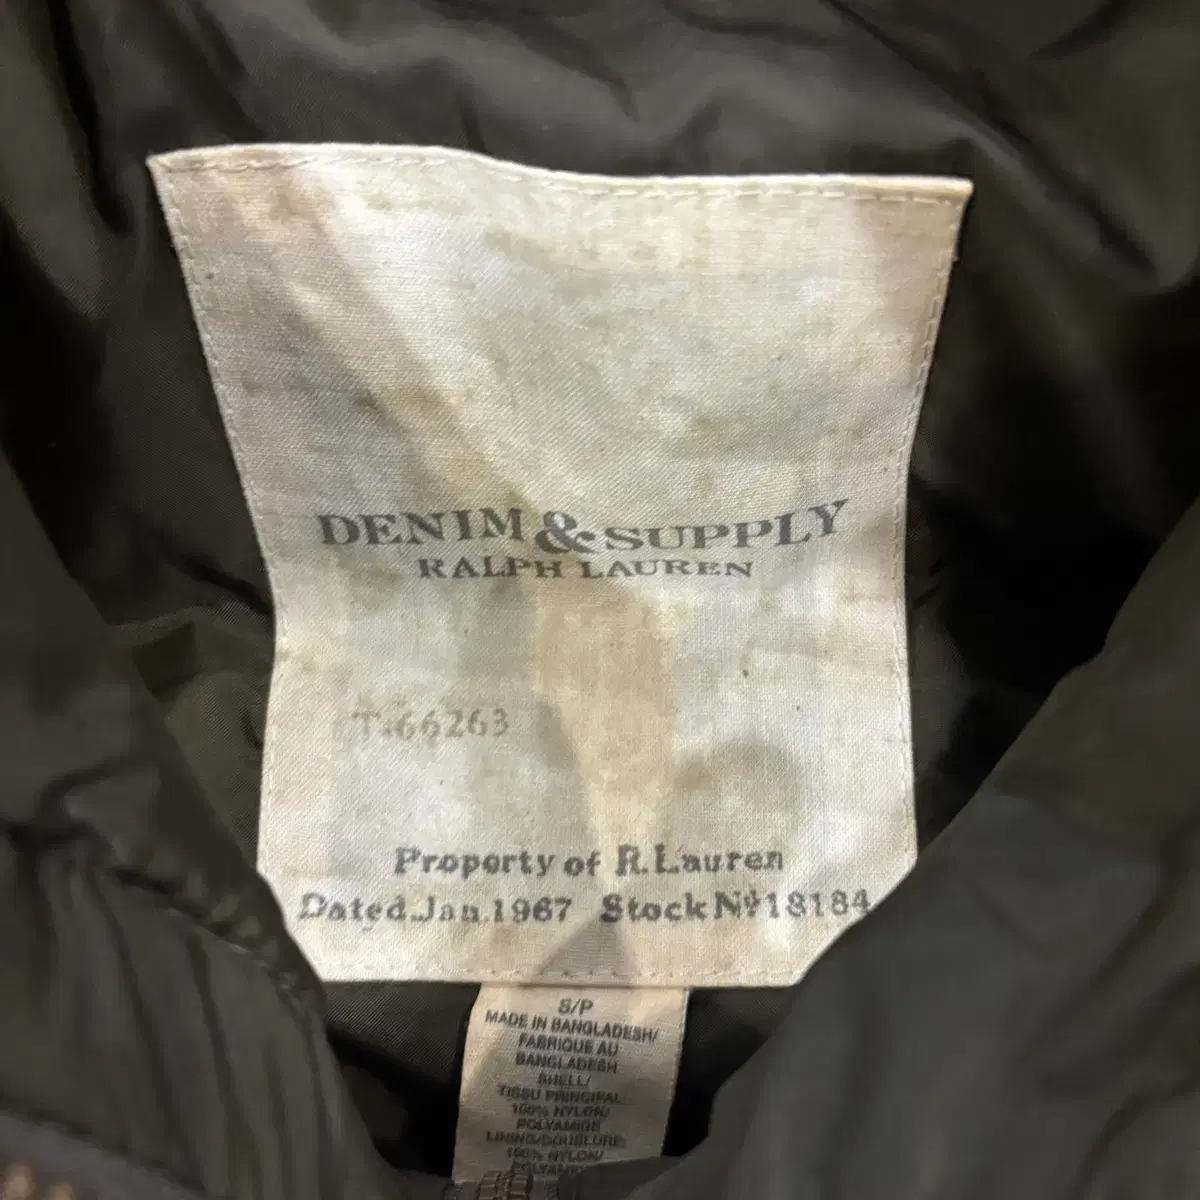 DENIM & SUPPLY
RALPH LAUREN
T.66263
Property of R.Lauren
Dated Jan.1967 Stock Nº 18184
S/P
MADE IN BANGLADESH/
FABRIQUE AU
BANGLADESH
SHELL/
TISSU PRINCIPAL:
100% NYLON/
POLYAMIDE
LINING/DOUBLURE:
100% NYLON/
POLYAMIDE